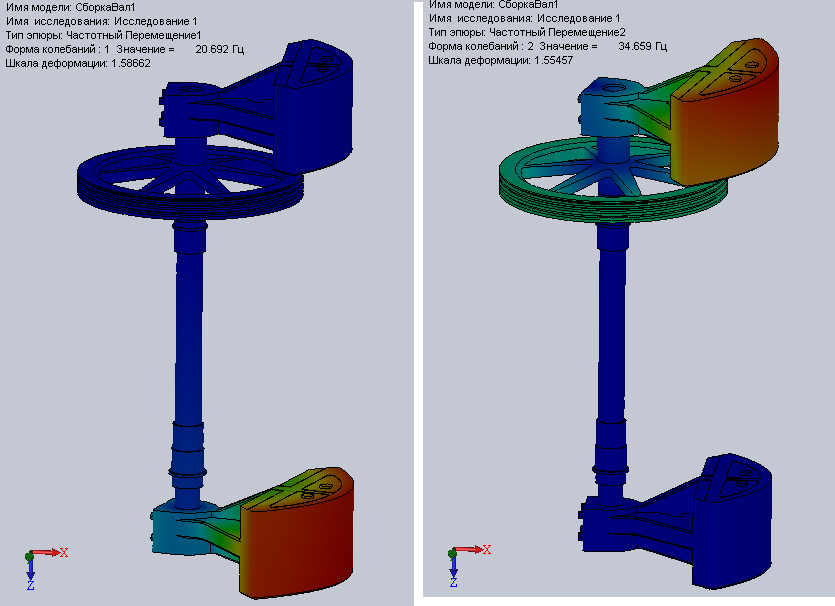 Имя модели: СборкаВал1
Имя исследования: Исследование 1
Тип эпюры: Частотный Перемещение1
Форма колебаний : 1 Значение = 20.692 Гц
Шкала деформации: 1.58662
X
Z
Имя модели: СборкаВал1
Имя исследования: Исследование 1
Тип эпюры: Частотный Перемещение2
Форма колебаний : 2 Значение = 34.659 Гц
Шкала деформации: 1.55457
X
Z